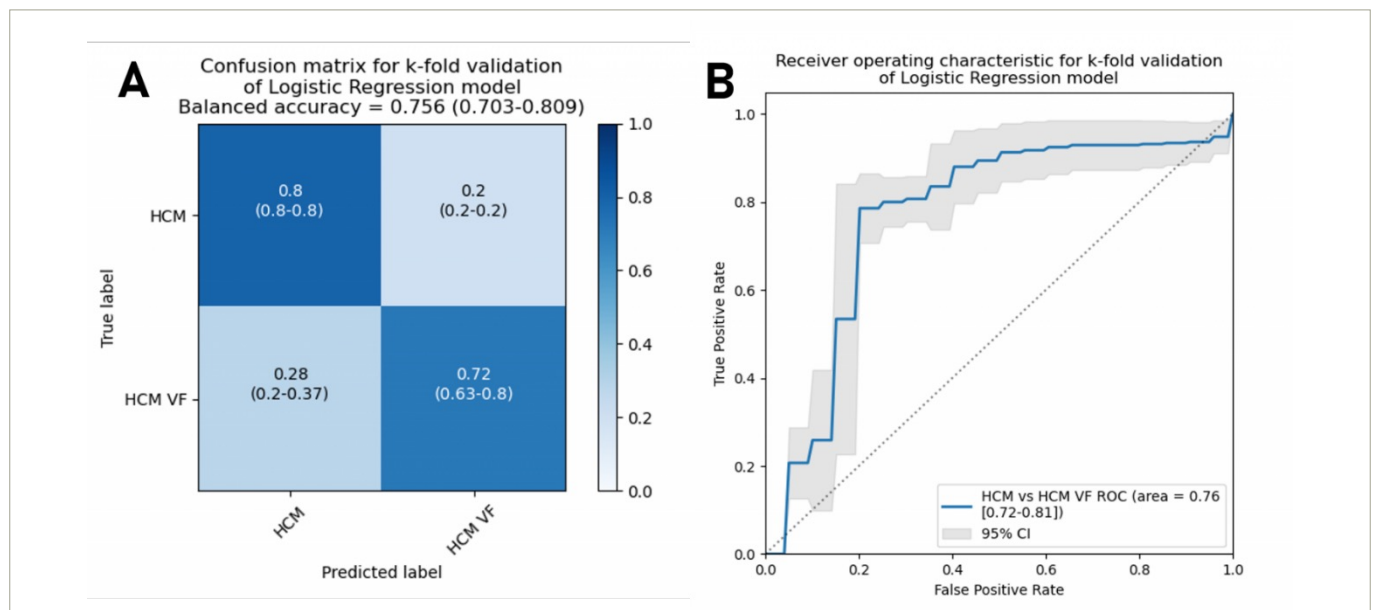 A
Confusion matrix for k-fold validation
of Logistic Regression model
Balanced accuracy = 0.756 (0.703-0.809)
True label
HCM
HCM VF
0.8
(0.8-0.8)
0.2
(0.2-0.2)
0.28
(0.2-0.37)
0.72
(0.63-0.8)
HCM
HCM VF
Predicted label
1.0
0.8
0.6
0.4
0.2
0.0
B
Receiver operating characteristic for k-fold validation
of Logistic Regression model
True Positive Rate
1.0
0.8
0.6
0.4
0.2
0.0
HCM vs HCM VF ROC (area = 0.76
[0.72-0.81])
95% CI
0.0
0.2
0.4
0.6
0.8
1.0
False Positive Rate